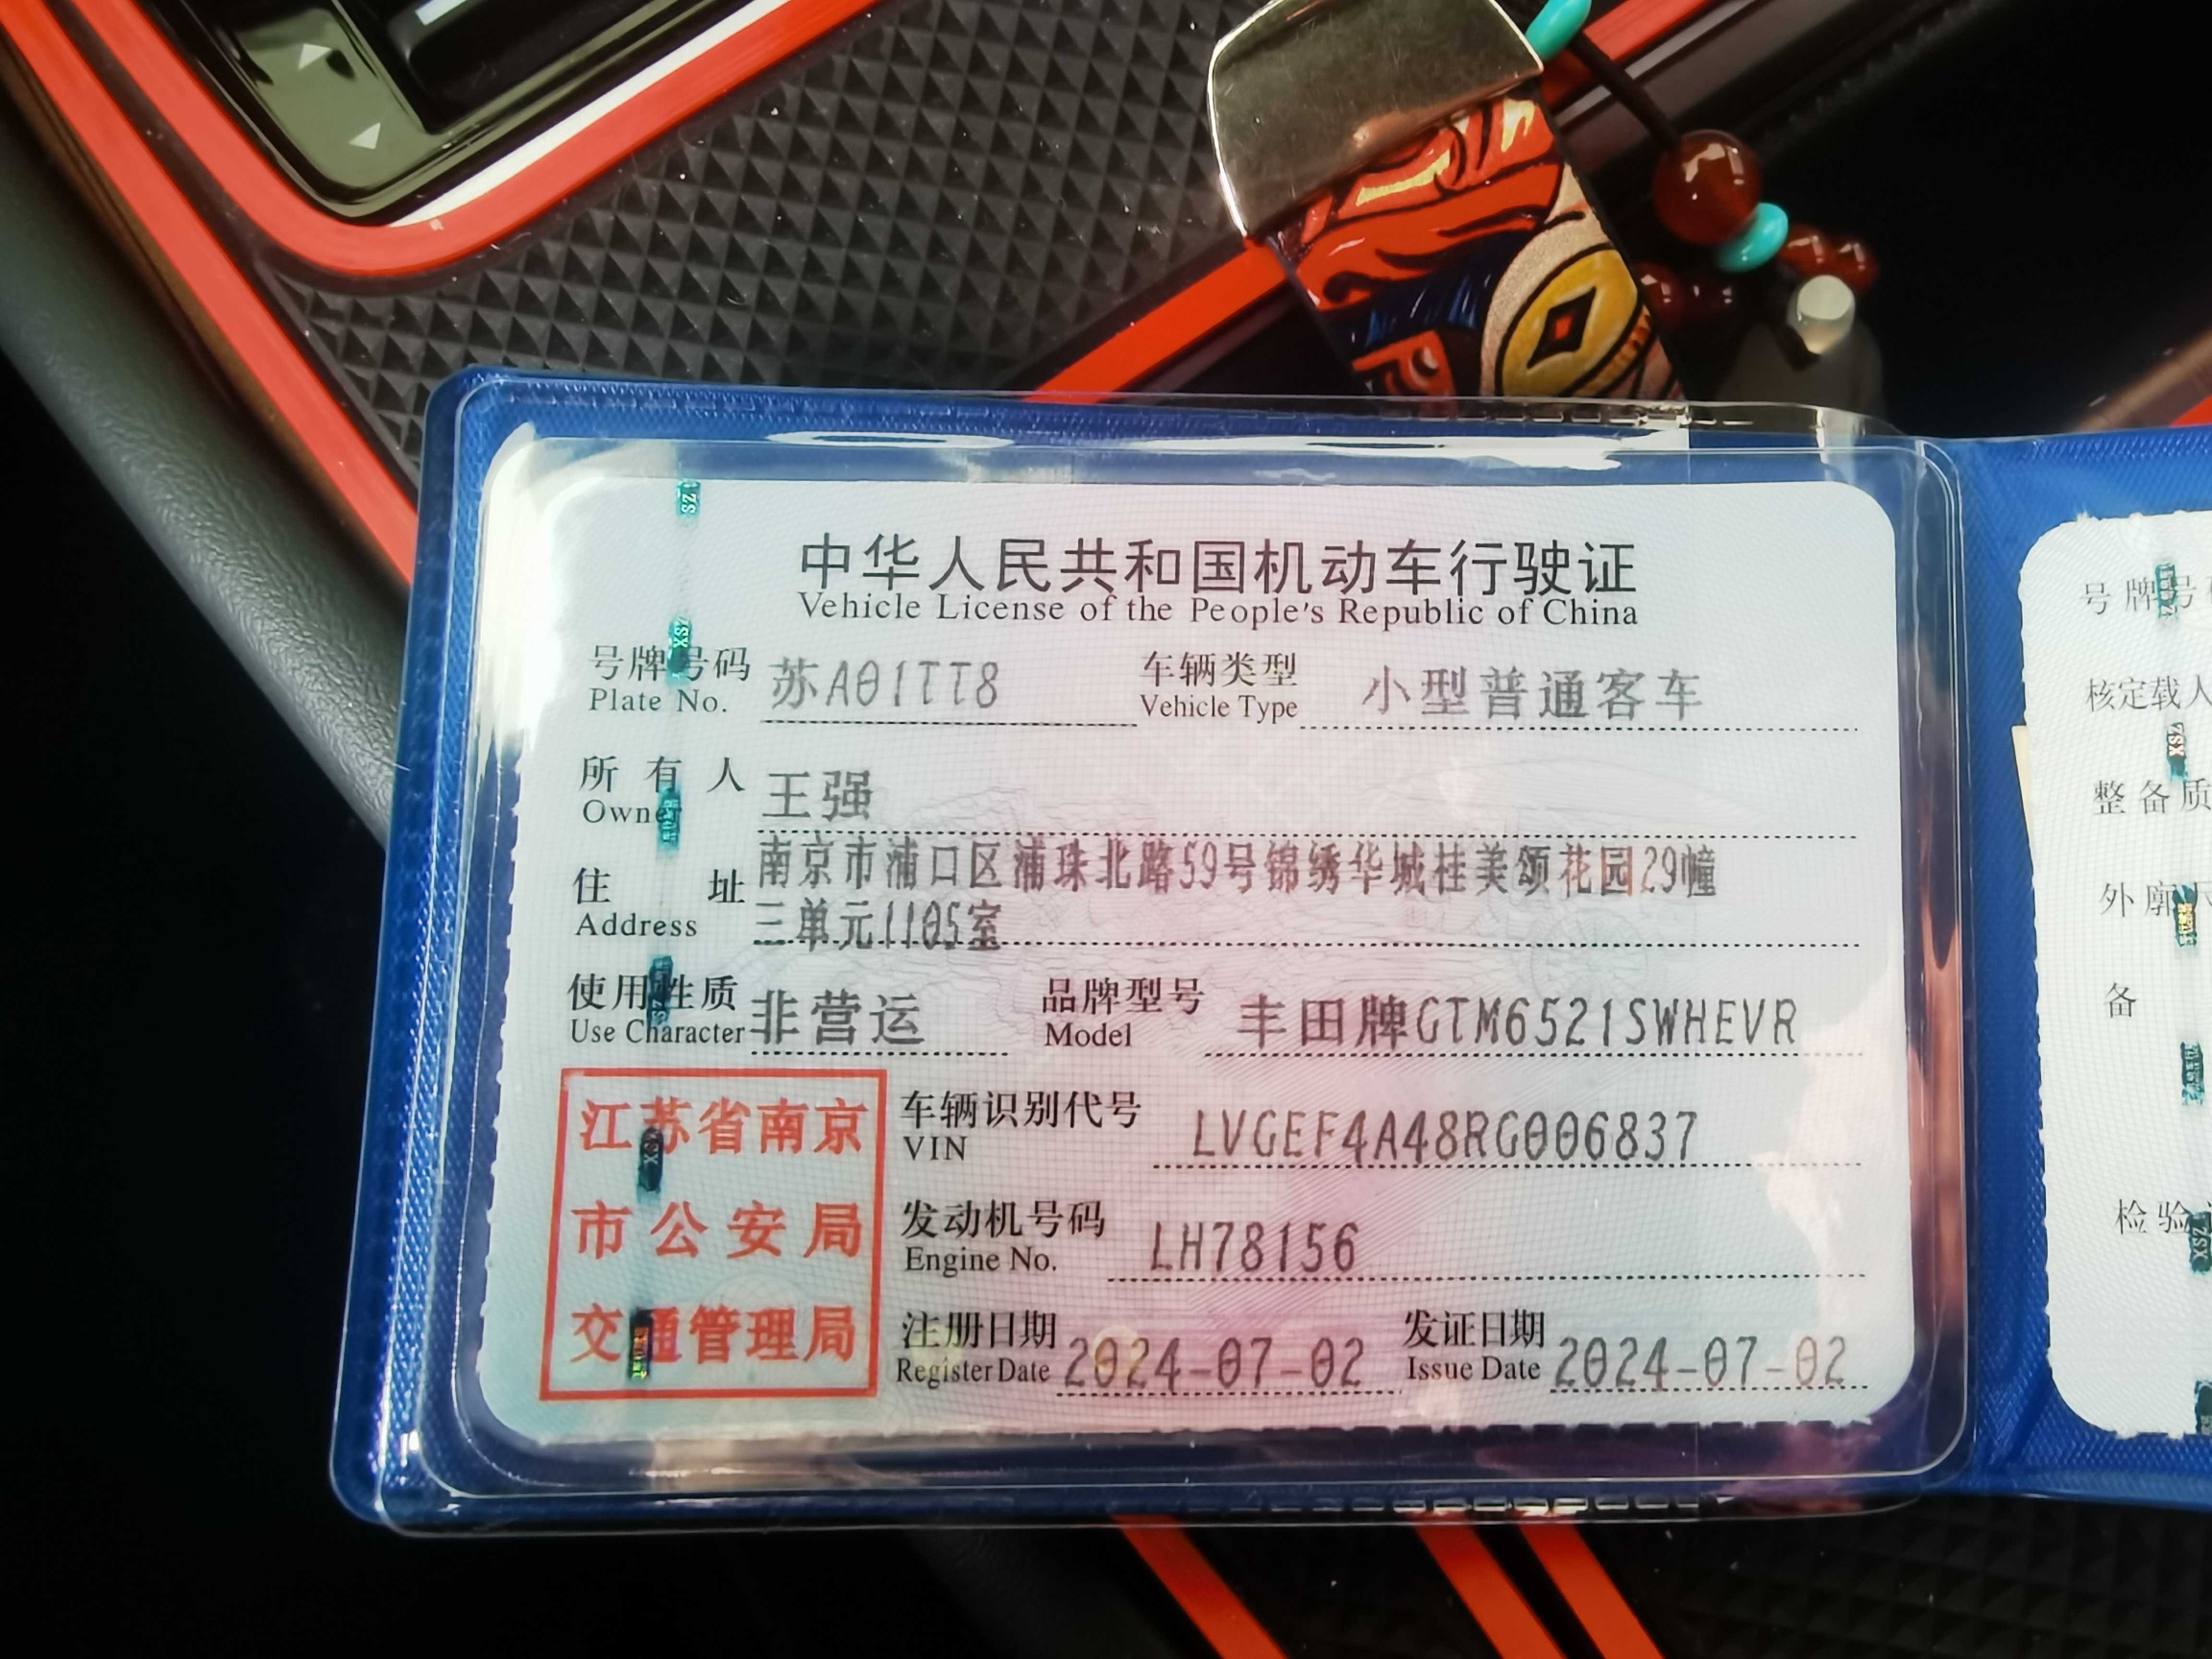 中华人民共和国机动车行驶证
Vehicle License of the People's Republic of China
号牌号码 苏A01TT8 车辆类型 小型普通客车
Plate No. Vehicle Type
所有人 王强
Owner
南京市浦口区浦珠北路59号锦绣华城桂美颂花园29幢
住址
三单元1105室
Address
使用性质 非营运 品牌型号 丰田牌GTM6521SWHEVR
Use Character Model
江苏省南京
市公安局
交通管理局
车辆识别代号 LVGEF4A48RG006837
VIN
发动机号码 LH78156
Engine No.
注册日期 2024-07-02 发证日期 2024-07-02
Register Date Issue Date
号牌号
核定载人
整备质
外廓尺
备
检验